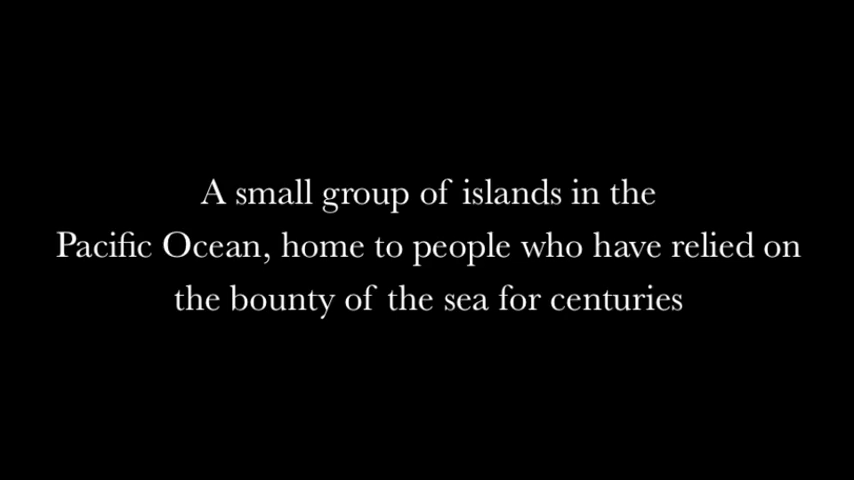 A small group of islands in the
Pacific Ocean, home to people who have relied on
the bounty of the sea for centuries